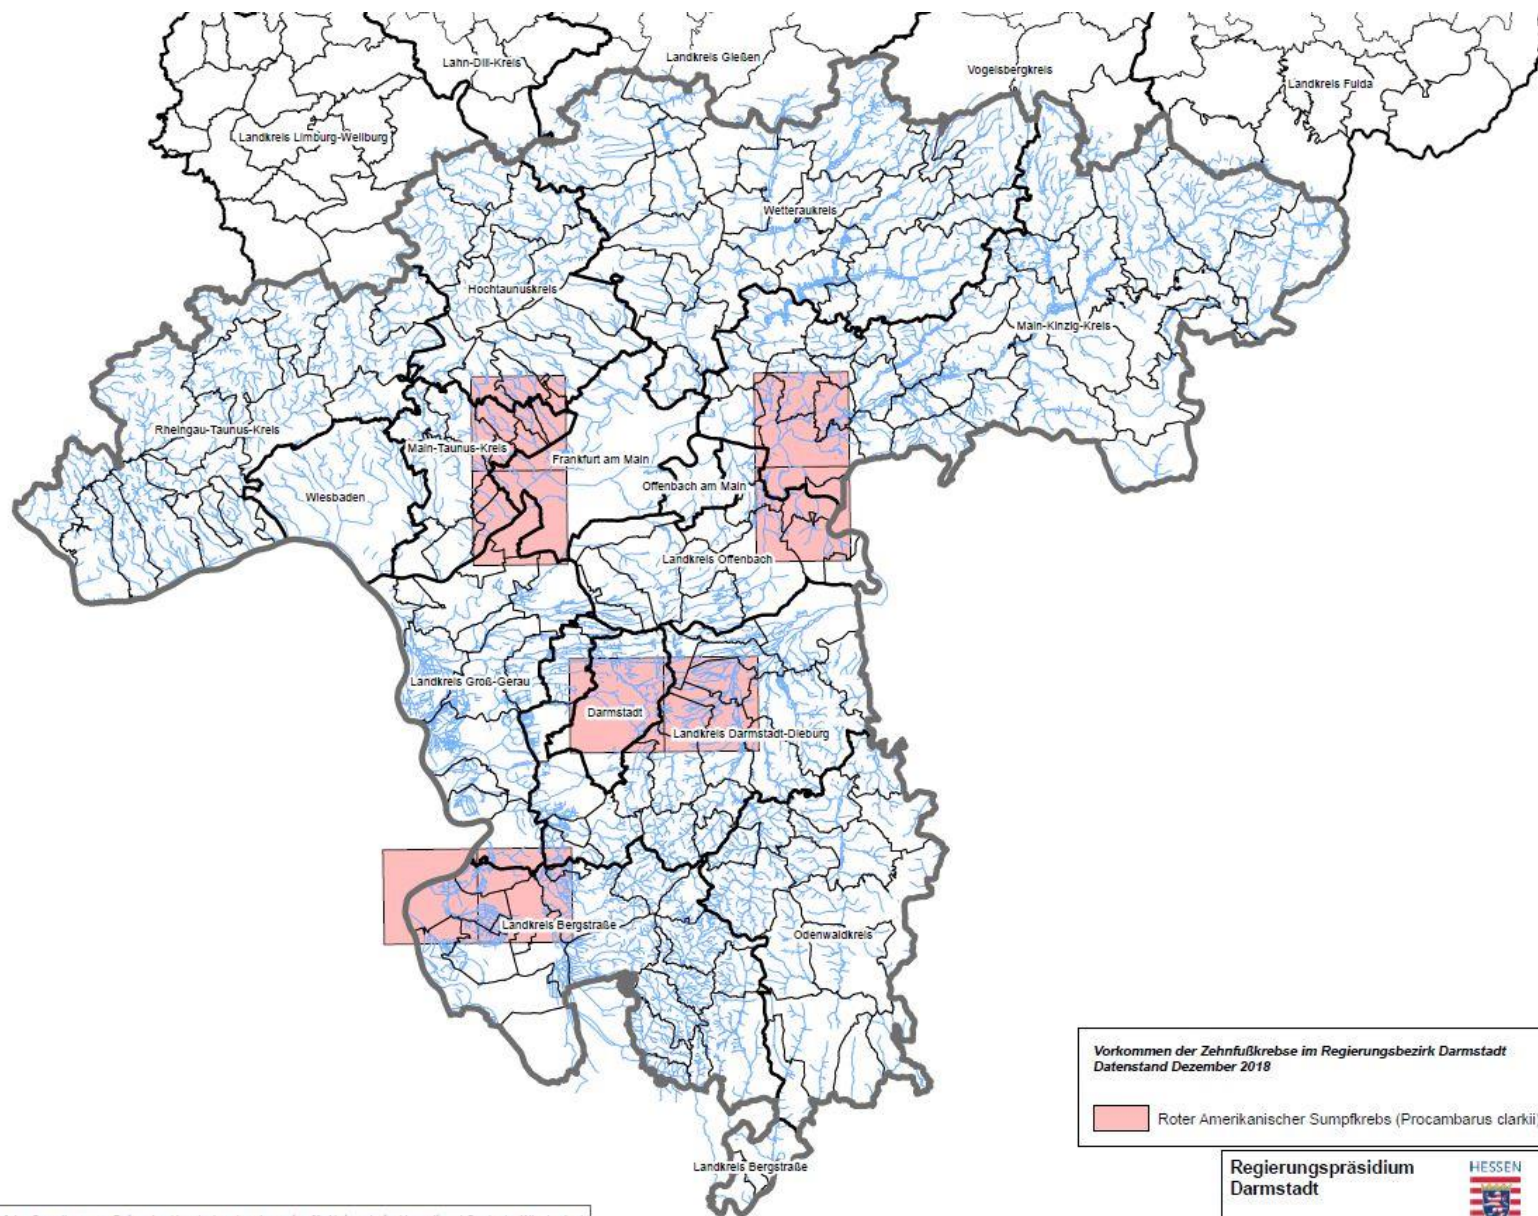 Lahn-Dill-Kreis
Landkreis Gießen
Vogelsbergkreis
Landkreis Fulda
Landkreis Limburg-Weilburg
Wetteraukreis
Hochtaunuskreis
Main-Kinzig-Kreis
Rheingau-Taunus-Kreis
Main-Taunus-Kreis
Frankfurt am Main
Wiesbaden
Offenbach am Main
Landkreis Offenbach
Landkreis Groß-Gerau
Darmstadt
Landkreis Darmstadt-Dieburg
Landkreis Bergstraße
Odenwaldkreis
Landkreis Bergstraße
Vorkommen der Zehnfußkrebse im Regierungsbezirk Darmstadt
Datenstand Dezember 2018
Roter Amerikanischer Sumpfkrebs (Procambarus clarkii)
Regierungspräsidium
Darmstadt
HESSEN